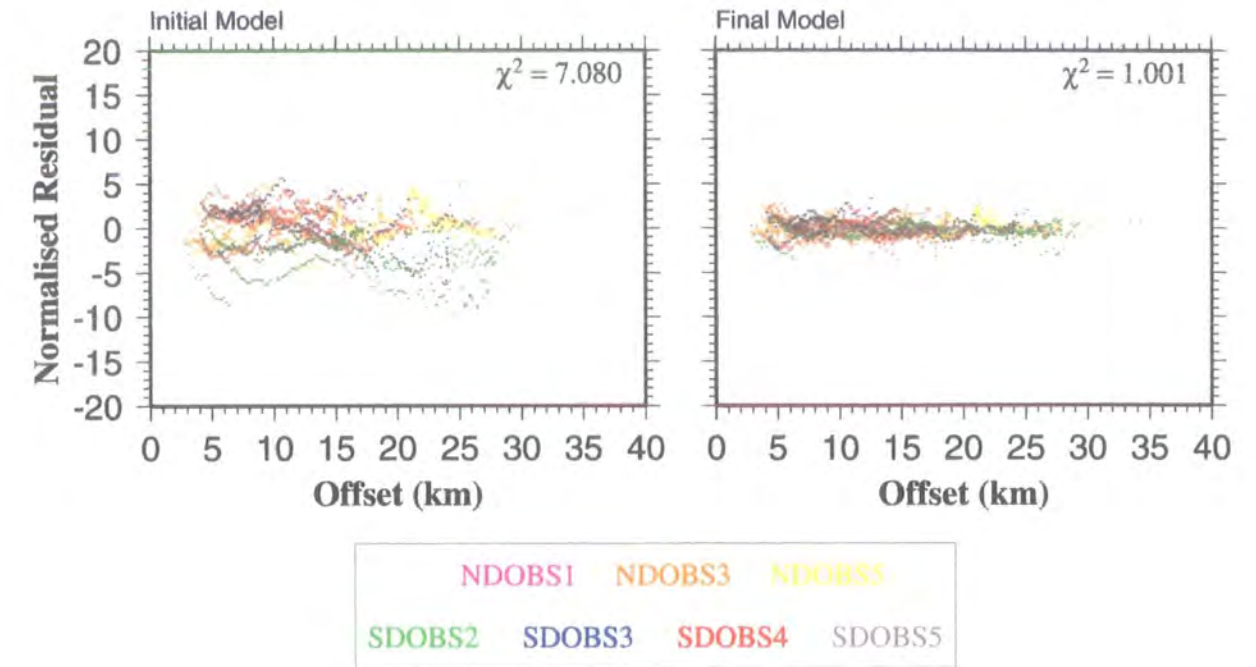 Initial Model
Final Model
χ² = 7.080
χ² = 1.001
Normalised Residual
20
15
10
5
0
-5
-10
-15
-20
0 5 10 15 20 25 30 35 40
0 5 10 15 20 25 30 35 40
Offset (km)
Offset (km)
NDOBS1 NDOBS3 NDOBS5
SDOBS2 SDOBS3 SDOBS4 SDOBS5